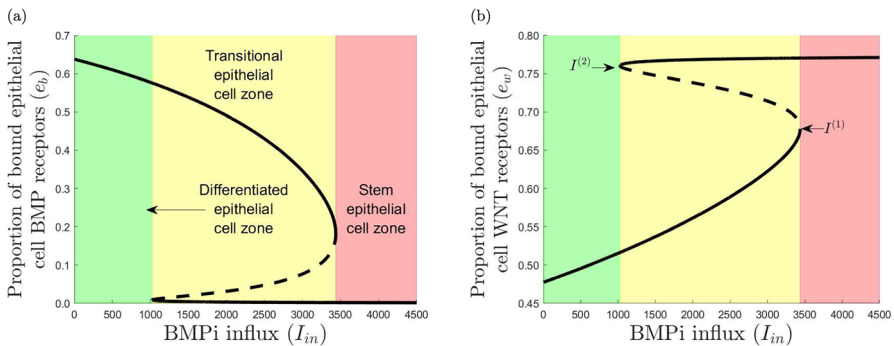 (a)
Proportion of bound epithelial
cell BMP receptors (e_b)
0.7
0.6
0.5
0.4
0.3
0.2
0.1
0.0
Transitional
epithelial
cell zone
Differentiated
epithelial
cell zone
Stem
epithelial
cell zone
0 500 1000 1500 2000 2500 3000 3500 4000 4500
BMPi influx (I_in)
(b)
Proportion of bound epithelial
cell WNT receptors (e_w)
0.80
0.75
0.70
0.65
0.60
0.55
0.50
0.45
I^(2)
I^(1)
0 500 1000 1500 2000 2500 3000 3500 4000 4500
BMPi influx (I_in)